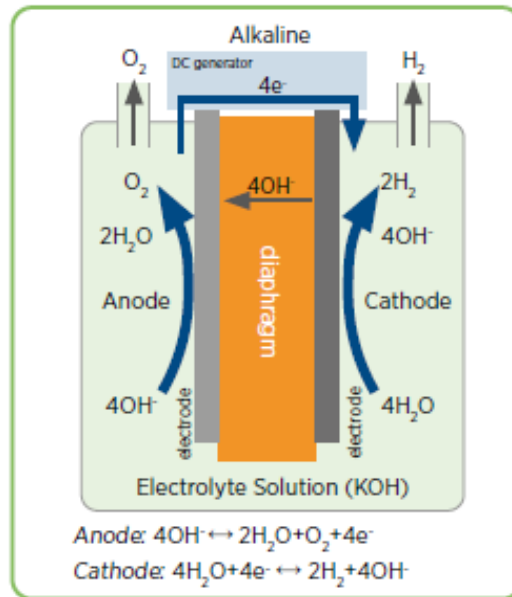 Alkaline
O₂
DC generator
H₂
4e⁻
O₂
4OH⁻
2H₂
2H₂O
4OH⁻
diaphragm
Anode
Cathode
4OH⁻
electrode
electrode
4H₂O
Electrolyte Solution (KOH)
Anode: 4OH⁻ ↔ 2H₂O+O₂+4e⁻
Cathode: 4H₂O+4e⁻ ↔ 2H₂+4OH⁻